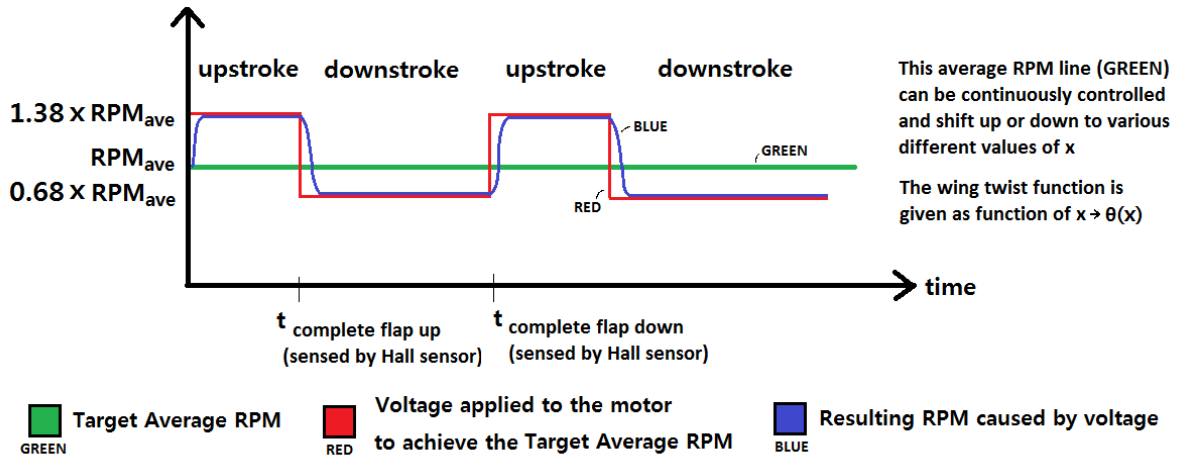 upstroke downstroke upstroke downstroke
1.38 x RPMave
RPMave
0.68 x RPMave
BLUE
GREEN
RED
This average RPM line (GREEN)
can be continuously controlled
and shift up or down to various
different values of x
The wing twist function is
given as function of x → θ(x)
time
t complete flap up
(sensed by Hall sensor)
t complete flap down
(sensed by Hall sensor)
Target Average RPM
GREEN
Voltage applied to the motor
to achieve the Target Average RPM
RED
Resulting RPM caused by voltage
BLUE